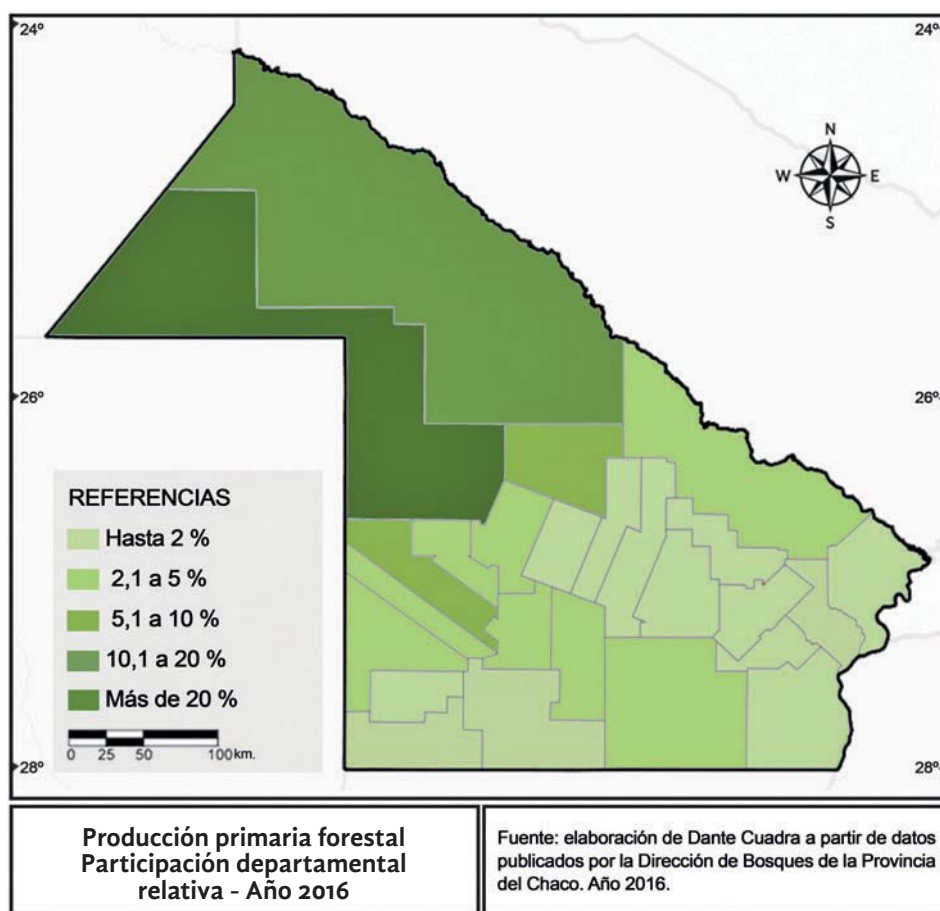 24º
24º
N
W
E
S
26º
26º
REFERENCIAS
Hasta 2 %
2,1 a 5 %
5,1 a 10 %
10,1 a 20 %
Más de 20 %
0 25 50 100km.
28º
28º
Producción primaria forestal
Participación departamental
relativa - Año 2016
Fuente: elaboración de Dante Cuadra a partir de datos
publicados por la Dirección de Bosques de la Provincia
del Chaco. Año 2016.